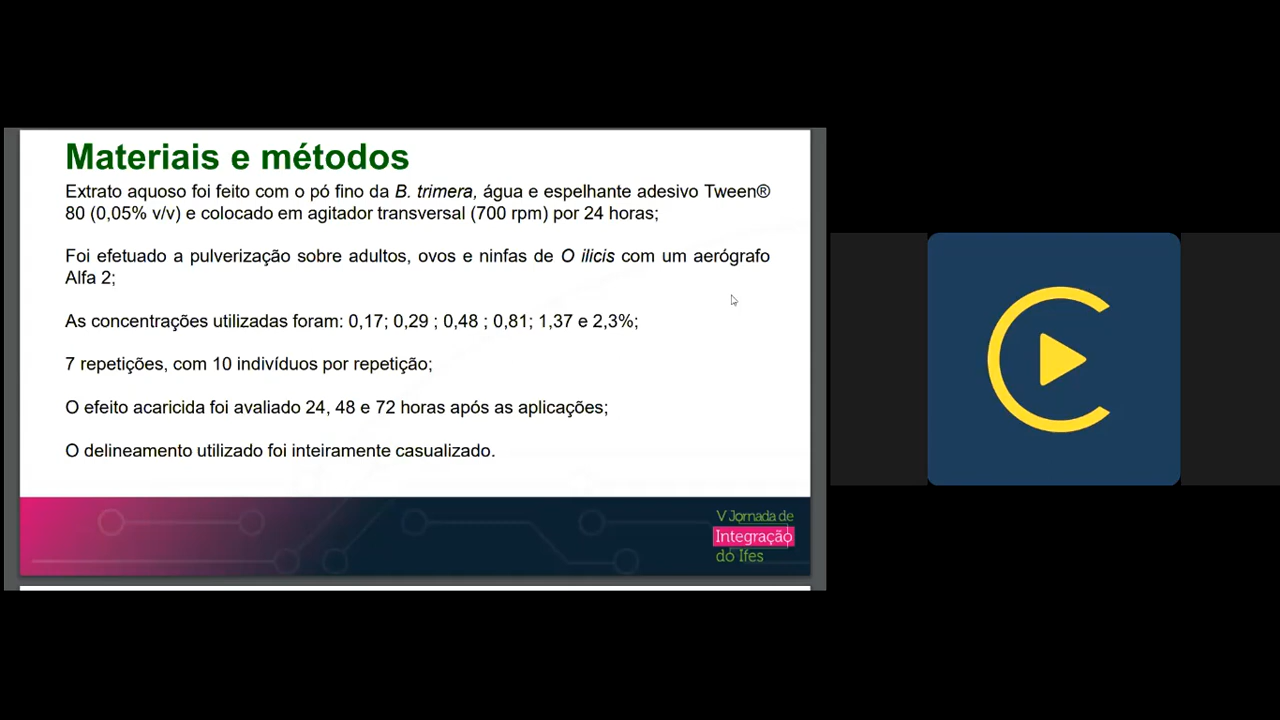 Materiais e métodos
Extrato aquoso foi feito com o pó fino da B. trimera, água e espelhante adesivo Tween®
80 (0,05% v/v) e colocado em agitador transversal (700 rpm) por 24 horas;
Foi efetuado a pulverização sobre adultos, ovos e ninfas de O ilicis com um aerógrafo
Alfa 2;
As concentrações utilizadas foram: 0,17; 0,29 ; 0,48 ; 0,81; 1,37 e 2,3%;
7 repetições, com 10 indivíduos por repetição;
O efeito acaricida foi avaliado 24, 48 e 72 horas após as aplicações;
O delineamento utilizado foi inteiramente casualizado.
V Jornada de
Integração
do Ifes